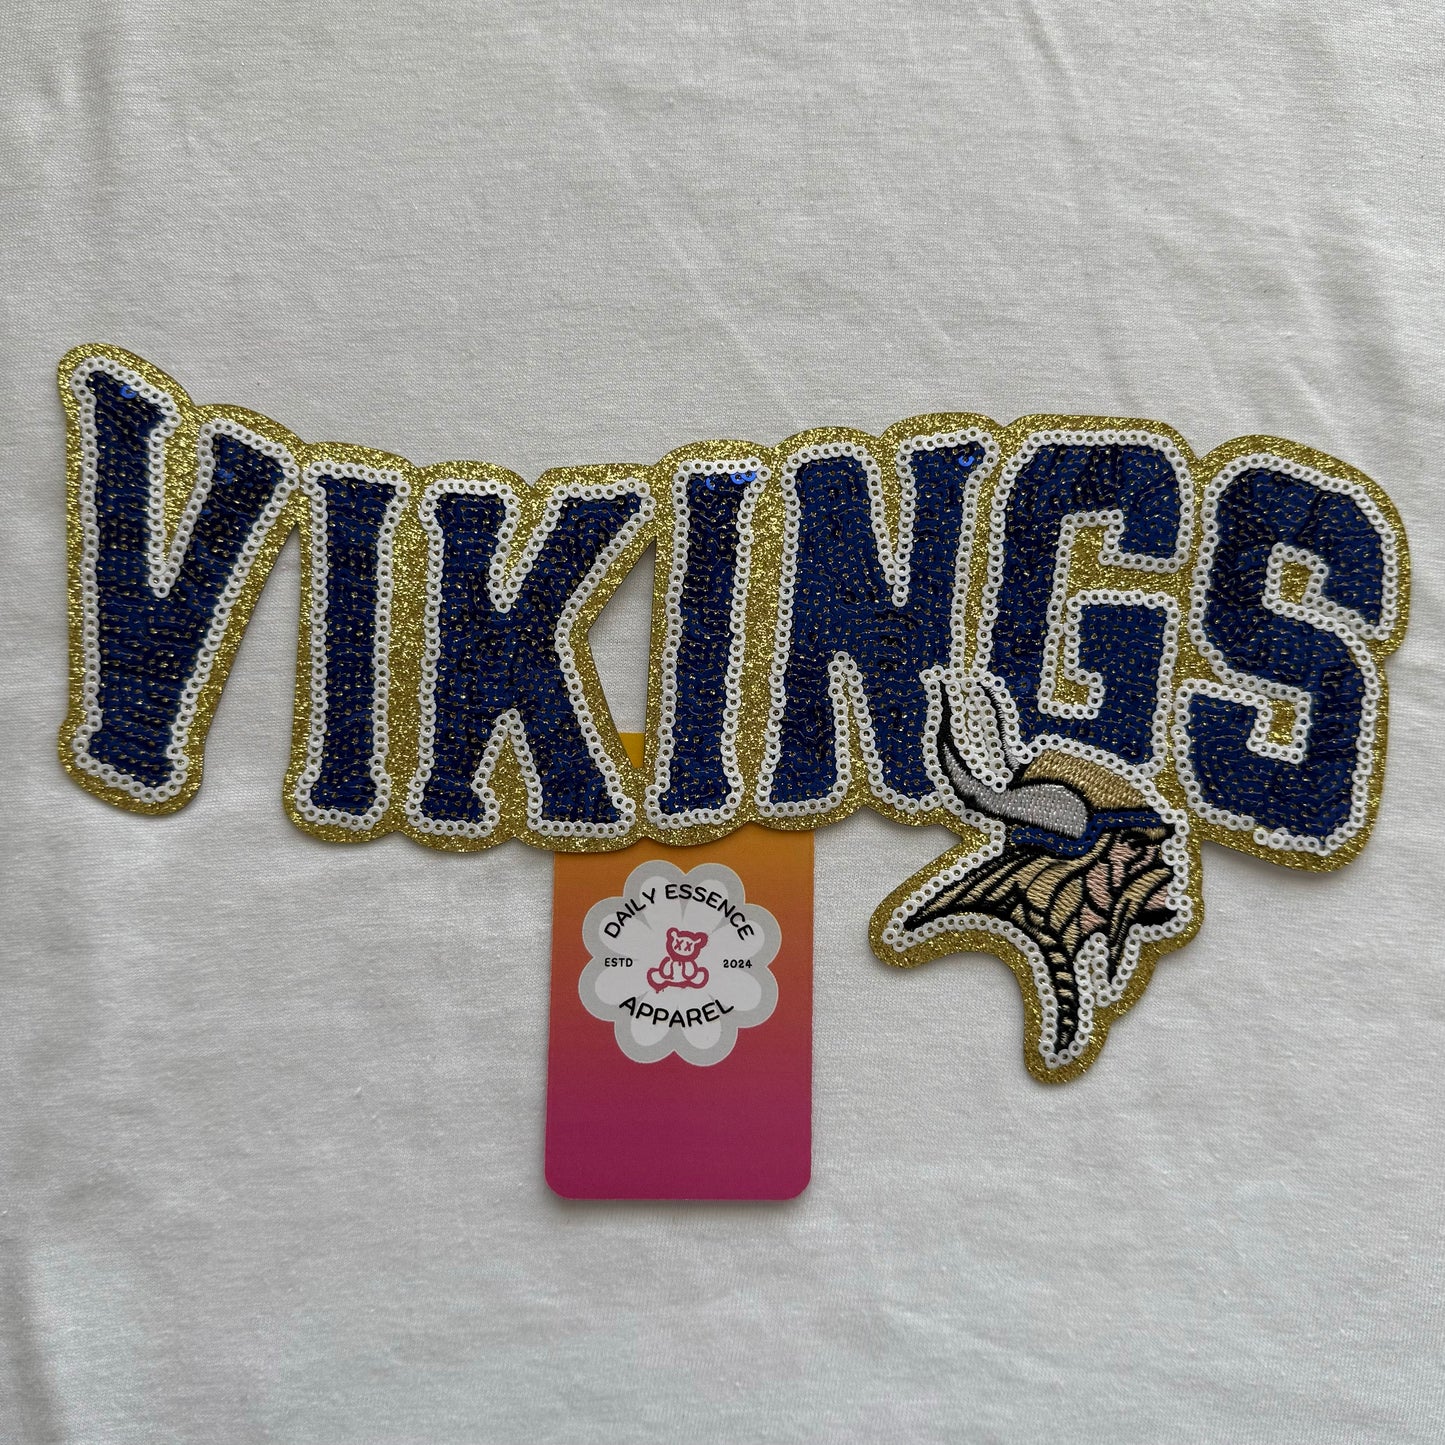 VIKINGS
DAILY ESSENCE
ESTD 2024
APPAREL